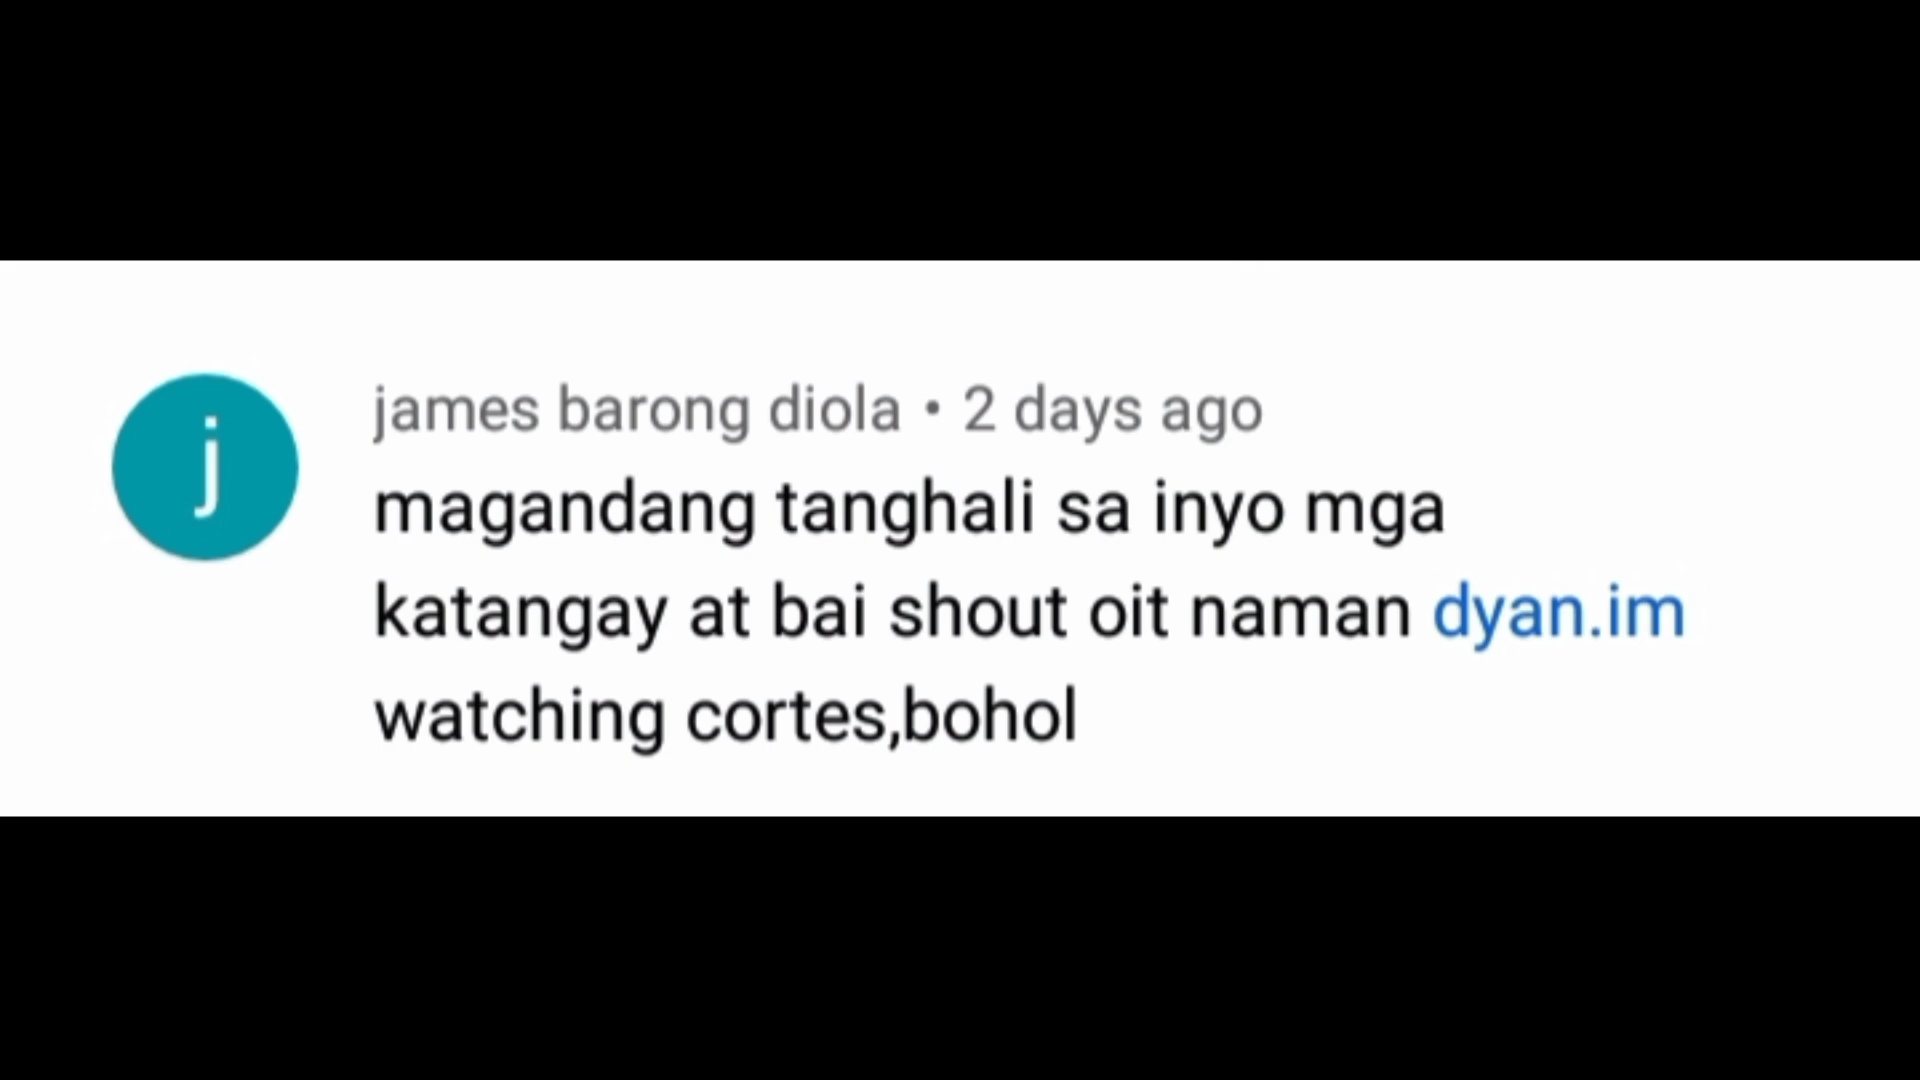 j
james barong diola • 2 days ago
magandang tanghali sa inyo mga
katangay at bai shout oit naman dyan.im
watching cortes,bohol